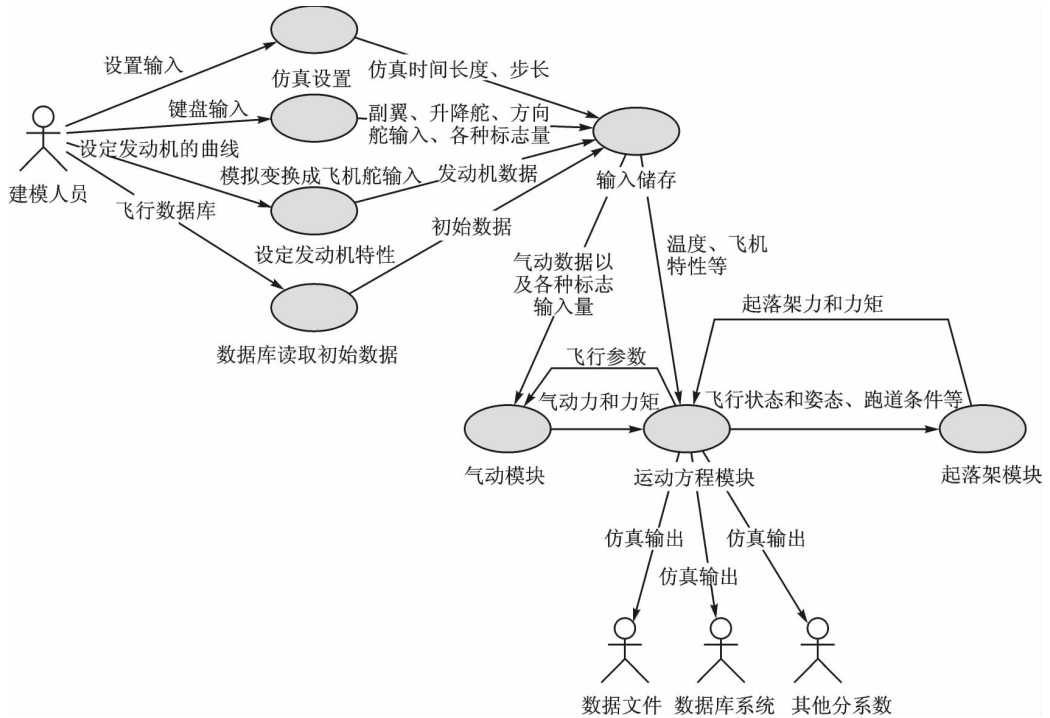 设置输入
仿真时间长度、步长
仿真设置
键盘输入
副翼、升降舵、方向
舵输入、各种标志量
设定发动机的曲线
建模人员
模拟变换成飞机舵输入
发动机数据
输入储存
飞行数据库
初始数据
设定发动机特性
气动数据以
及各种标志
输入量
温度、飞机
特性等
起落架力和力矩
数据库读取初始数据
飞行参数
气动力和力矩
飞行状态和姿态、跑道条件等
气动模块
运动方程模块
起落架模块
仿真输出
仿真输出
仿真输出
数据文件
数据库系统
其他分系数